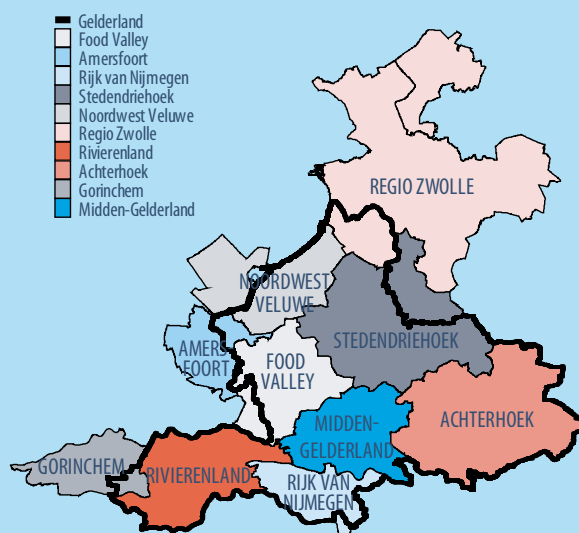 Gelderland
Food Valley
Amersfoort
Rijk van Nijmegen
Stedendriehoek
Noordwest Veluwe
Regio Zwolle
Rivierenland
Achterhoek
Gorinchem
Midden-Gelderland
REGIO ZWOLLE
NOORDWEST
VELUWE
STEDENDRIEHOEK
AMERS
FOORT
FOOD
VALLEY
MIDDEN-
GELDERLAND
ACHTERHOEK
GORINCHEM
RIVIERENLAND
RIJK VAN
NIJMEGEN